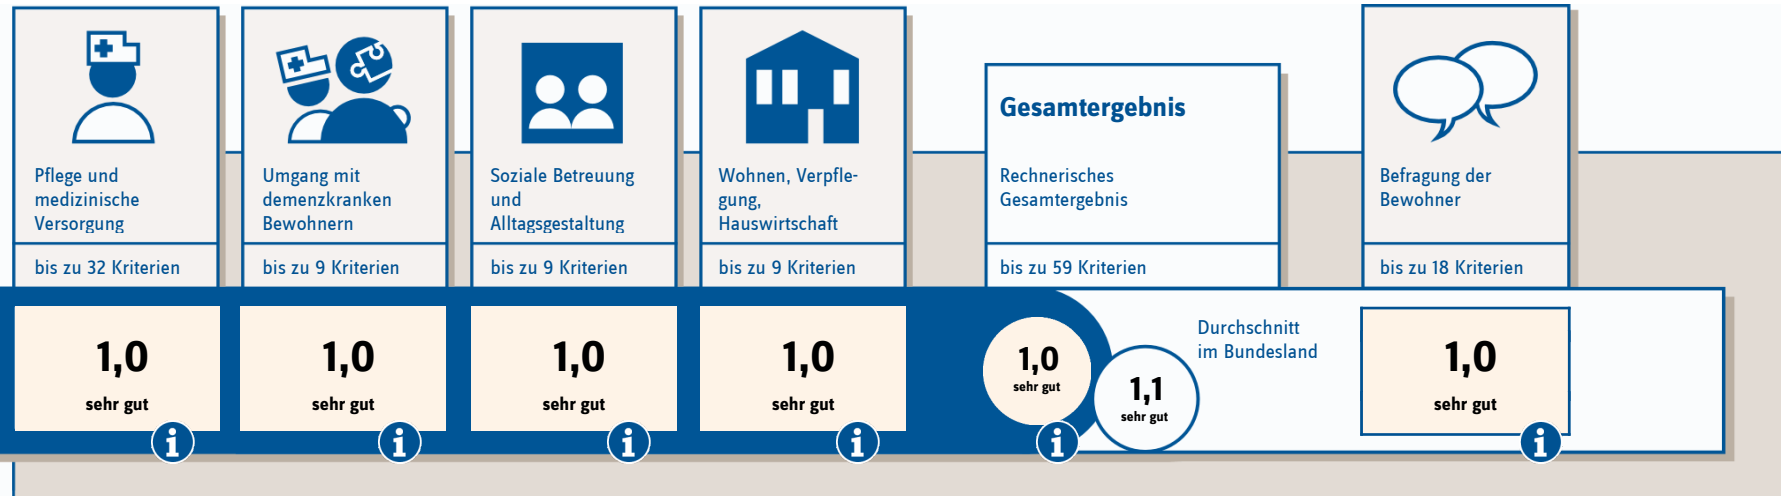 Pflege und
medizinische
Versorgung
bis zu 32 Kriterien
1,0
sehr gut
i
Umgang mit
demenzkranken
Bewohnern
bis zu 9 Kriterien
1,0
sehr gut
i
Soziale Betreuung
und
Alltagsgestaltung
bis zu 9 Kriterien
1,0
sehr gut
i
Wohnen, Verpfle-
gung,
Hauswirtschaft
bis zu 9 Kriterien
1,0
sehr gut
i
Gesamtergebnis
Rechnerisches
Gesamtergebnis
bis zu 59 Kriterien
1,0
sehr gut
i
1,1
sehr gut
Durchschnitt
im Bundesland
Befragung der
Bewohner
bis zu 18 Kriterien
1,0
sehr gut
i